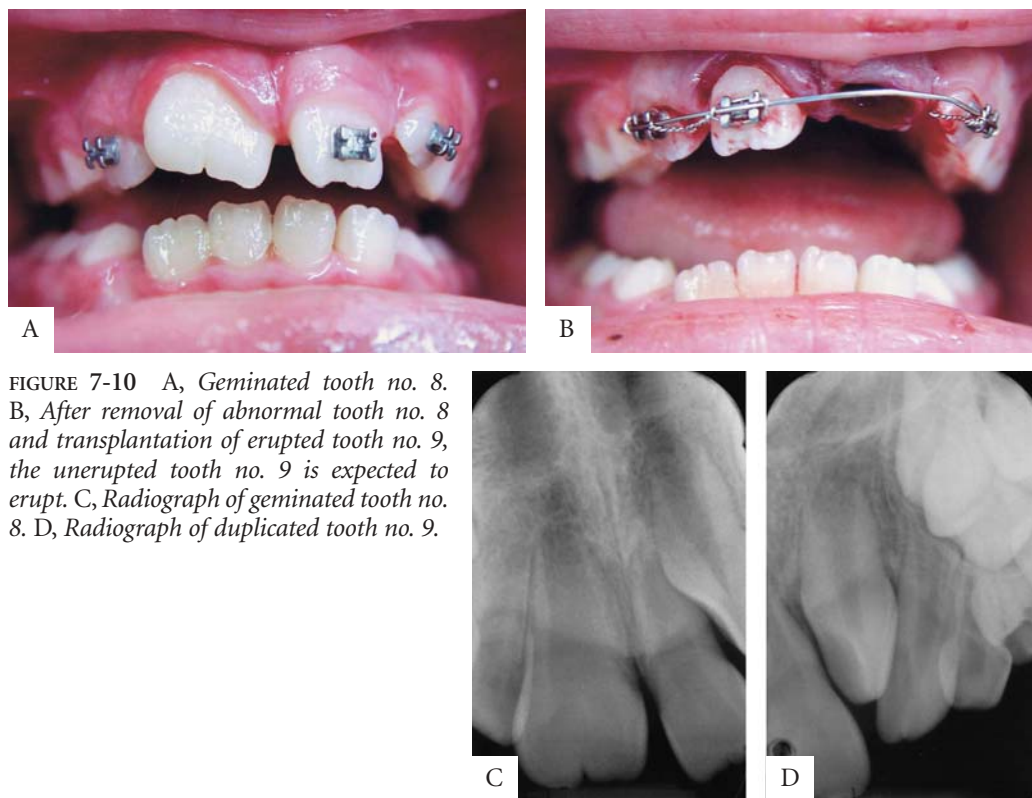 A
B
FIGURE 7-10 A, Geminated tooth no. 8.
B, After removal of abnormal tooth no. 8
and transplantation of erupted tooth no. 9,
the unerupted tooth no. 9 is expected to
erupt. C, Radiograph of geminated tooth no.
8. D, Radiograph of duplicated tooth no. 9.
C
D